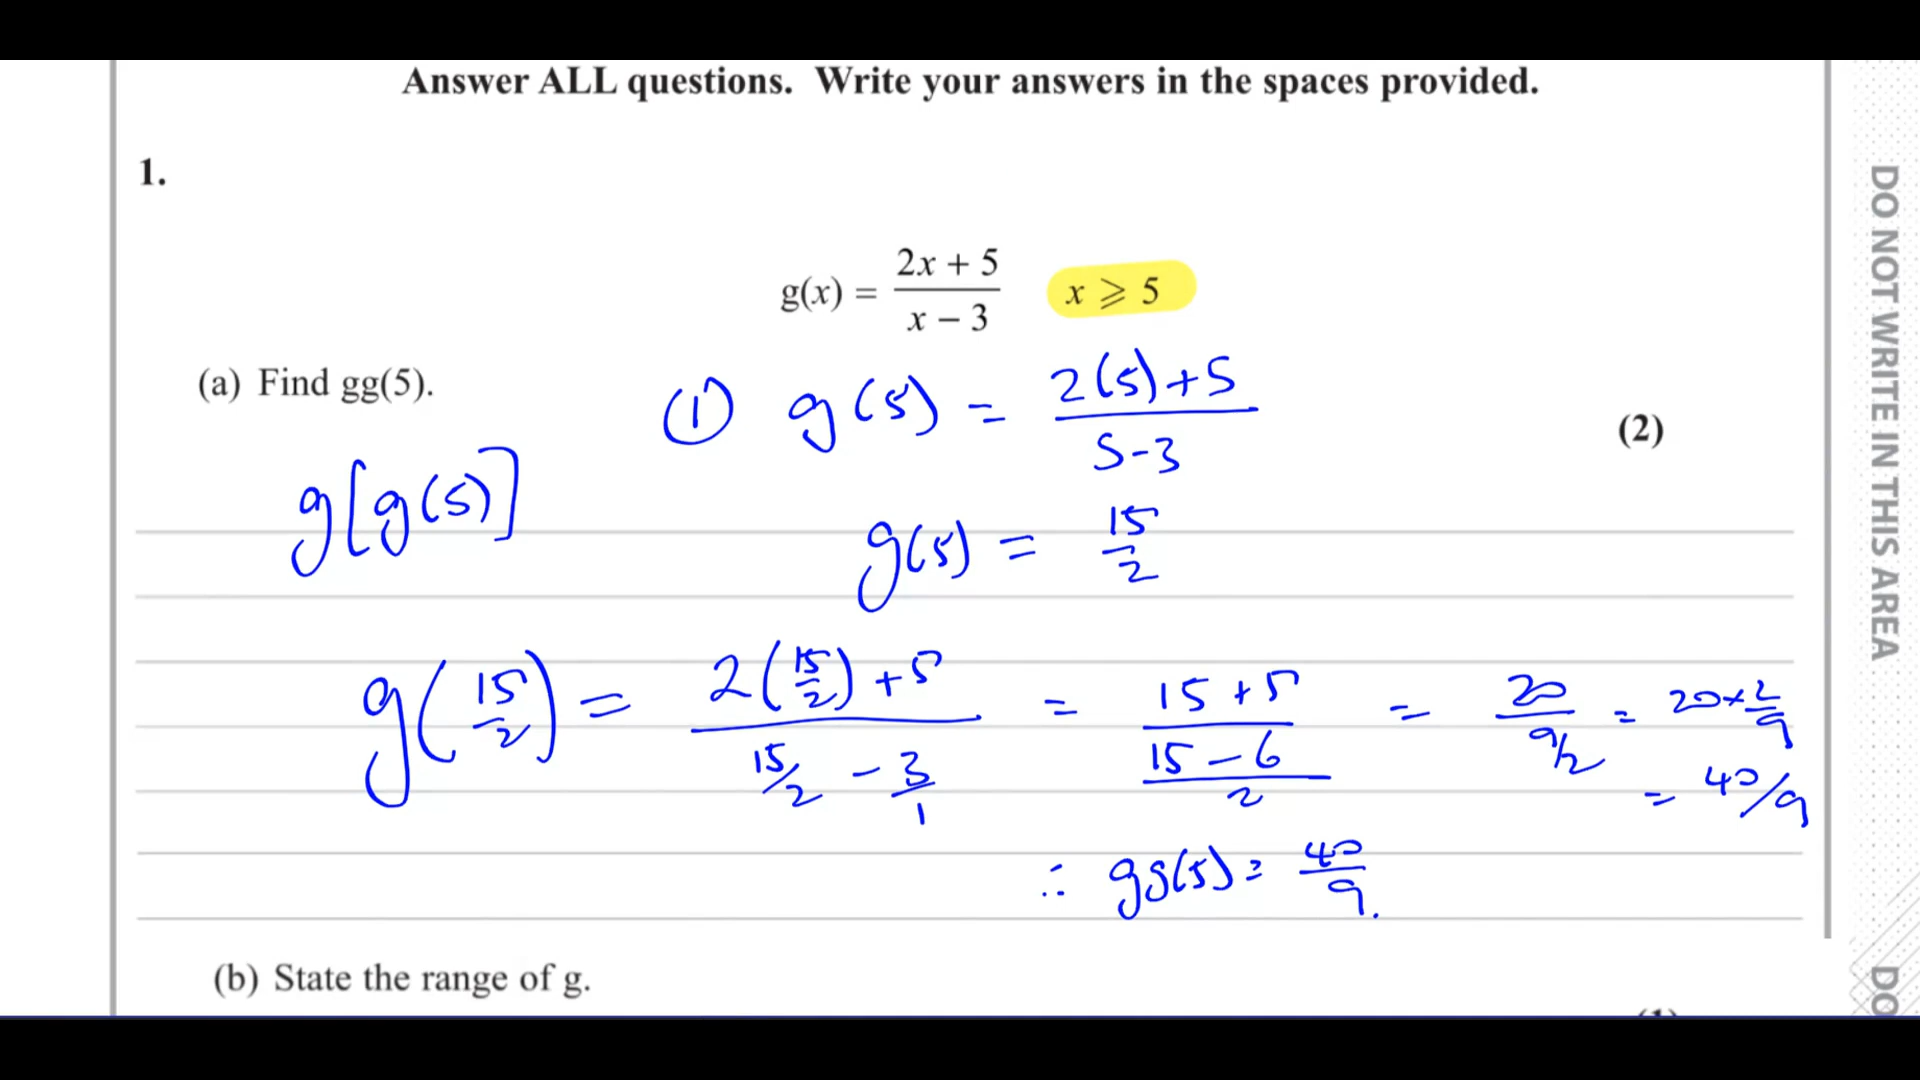 Answer ALL questions. Write your answers in the spaces provided.
1.
g(x) = (2x + 5)/(x − 3)   x ⩾ 5
(a) Find gg(5).
(2)
① g(5) = (2(5)+5)/(5-3)
g[g(5)]
g(5) = 15/2
g(15/2) = (2(15/2)+5)/(15/2 - 3/1) = (15+5)/((15-6)/2) = 20/(9/2) = 20×2/9
= 40/9
∴ gg(5) = 40/9.
(b) State the range of g.
DO NOT WRITE IN THIS AREA
DO